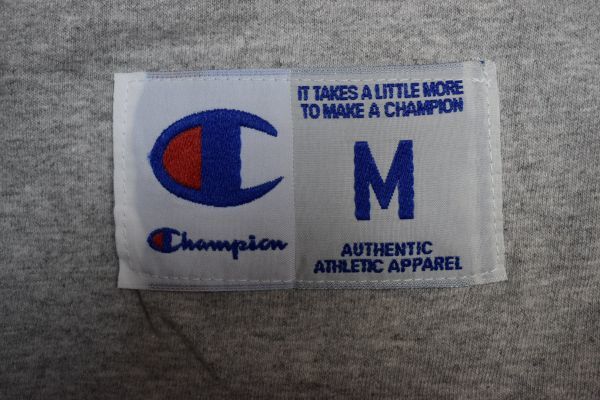 Champion
IT TAKES A LITTLE MORE
TO MAKE A CHAMPION
M
AUTHENTIC
ATHLETIC APPAREL